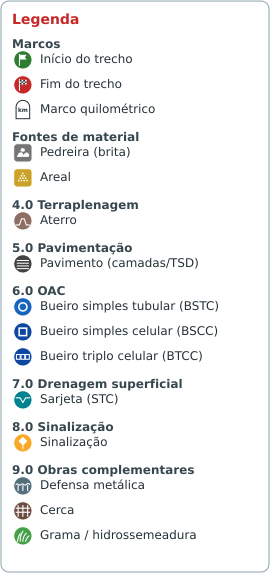 Legenda
Marcos
Início do trecho
Fim do trecho
km Marco quilométrico
Fontes de material
Pedreira (brita)
Areal
4.0 Terraplenagem
Aterro
5.0 Pavimentação
Pavimento (camadas/TSD)
6.0 OAC
Bueiro simples tubular (BSTC)
Bueiro simples celular (BSCC)
Bueiro triplo celular (BTCC)
7.0 Drenagem superficial
Sarjeta (STC)
8.0 Sinalização
Sinalização
9.0 Obras complementares
Defensa metálica
Cerca
Grama / hidrossemeadura